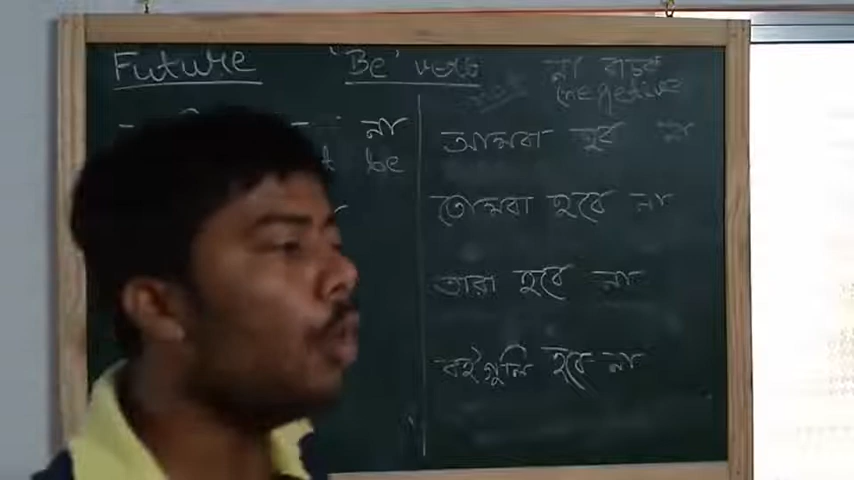 Future 'Be' verb না বাচক
(negative)
না
be
আমরা হব না
তোমরা হবে না
তারা হবে না
বইগুলি হবে না